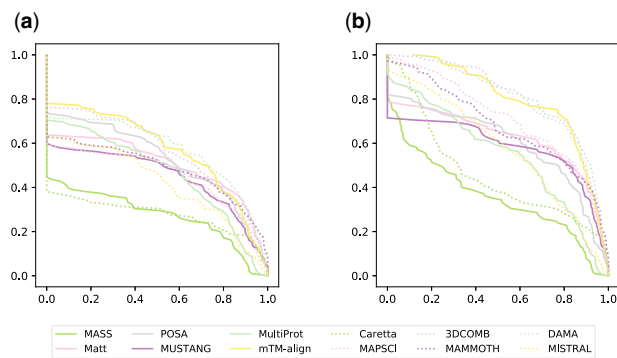 (a)
(b)
1.0
0.8
0.6
0.4
0.2
0.0
0.0 0.2 0.4 0.6 0.8 1.0
1.0
0.8
0.6
0.4
0.2
0.0
0.0 0.2 0.4 0.6 0.8 1.0
MASS POSA MultiProt Caretta 3DCOMB DAMA
Matt MUSTANG mTM-align MAPSCI MAMMOTH MISTRAL